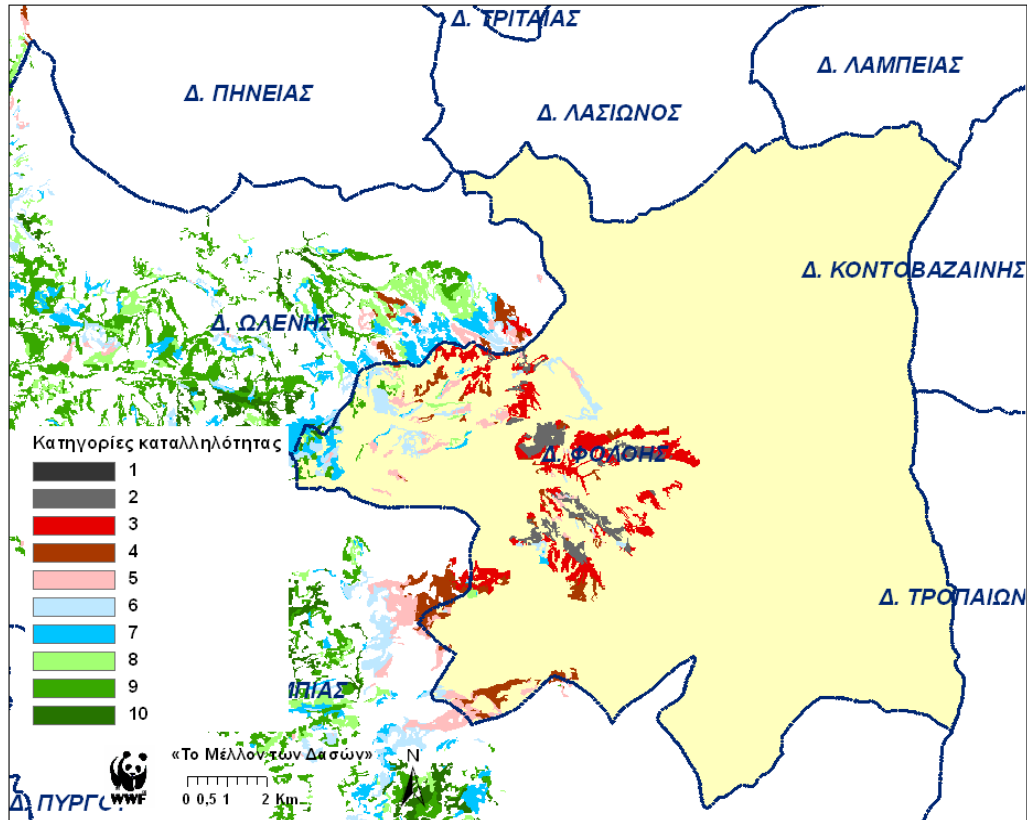 Δ. ΤΡΙΤΑΙΑΣ
Δ. ΛΑΜΠΕΙΑΣ
Δ. ΠΗΝΕΙΑΣ
Δ. ΛΑΣΙΩΝΟΣ
Δ. ΚΟΝΤΟΒΑΖΑΙΝΗΣ
Δ. ΩΛΕΝΗΣ
Κατηγορίες καταλληλότητας
1
2
3
4
5
6
7
8
9
10
Δ. ΦΟΛΟΗΣ
Δ. ΤΡΟΠΑΙΩΝ
ΠΙΑΣ
«Το Μέλλον των Δασών»
N
WWF
0 0,5 1 2 Km
Δ. ΠΥΡΓΟ